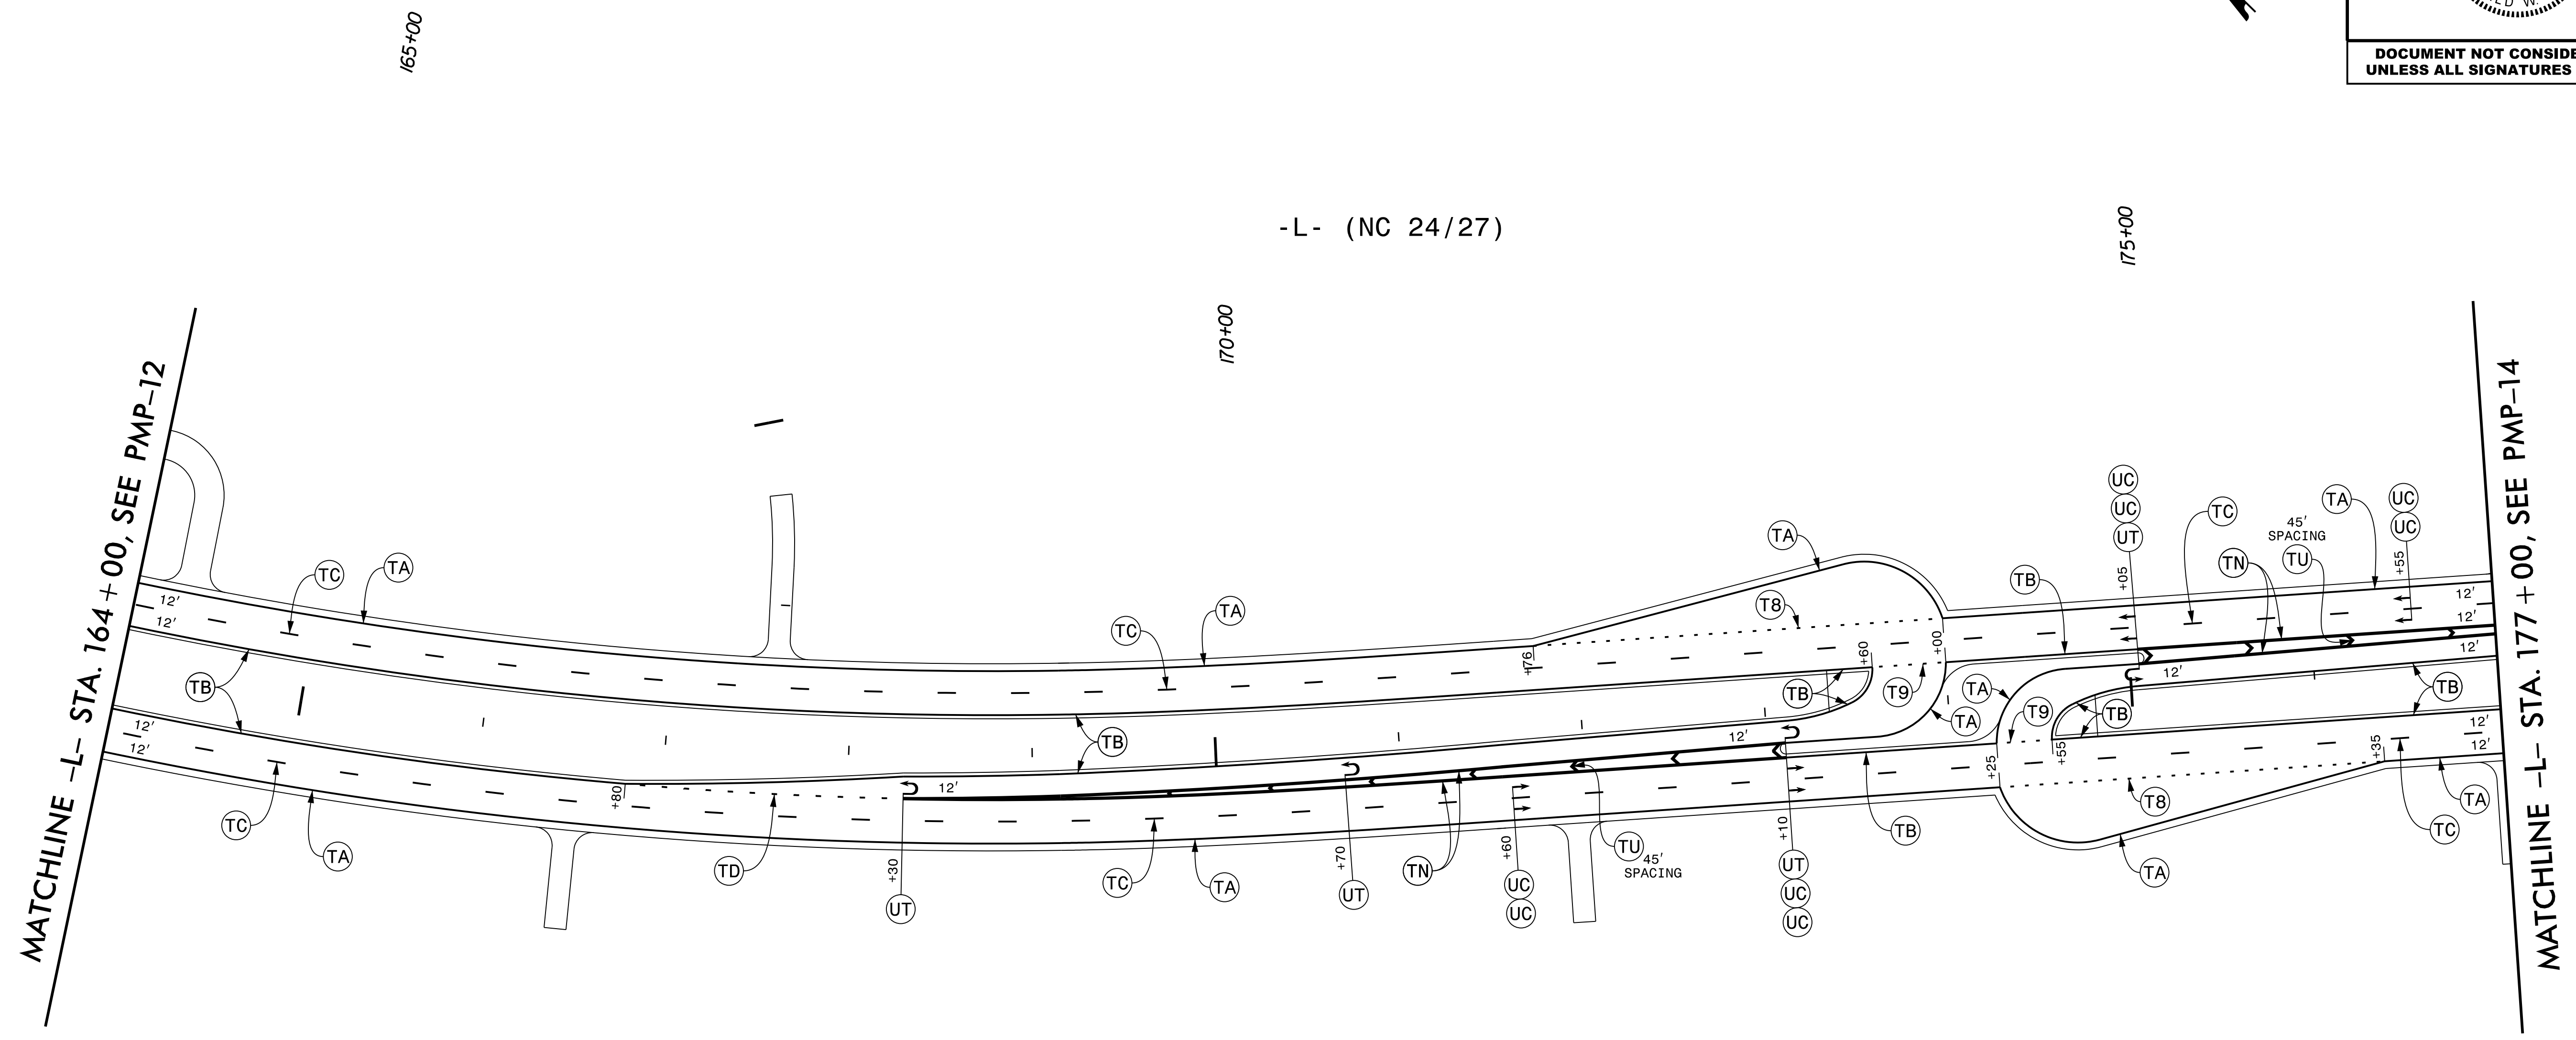 DOCUMENT NOT CONSIDE
UNLESS ALL SIGNATURES
165+00
-L- (NC 24/27)
175+00
170+00
MATCHLINE -L- STA. 164+00, SEE PMP-12
MATCHLINE -L- STA. 177+00, SEE PMP-14
UC
UC
UT
+05
TC
TN
45'
SPACING
TU
TA
UC
UC
+55
TA
TB
TC
TA
TC
TA
T8
12'
12'
12'
12'
12'
+76
+60
+00
TB
T9
TA
TA
T9
TB
12'
TB
TB
TB
12'
12'
12'
12'
12'
12'
+80
+25
+55
+35
T8
TA
TC
TA
TC
TA
TD
+30
UT
TC
TA
+70
UT
TN
+60
UC
UC
TU
45'
SPACING
+10
UT
UC
UC
TB